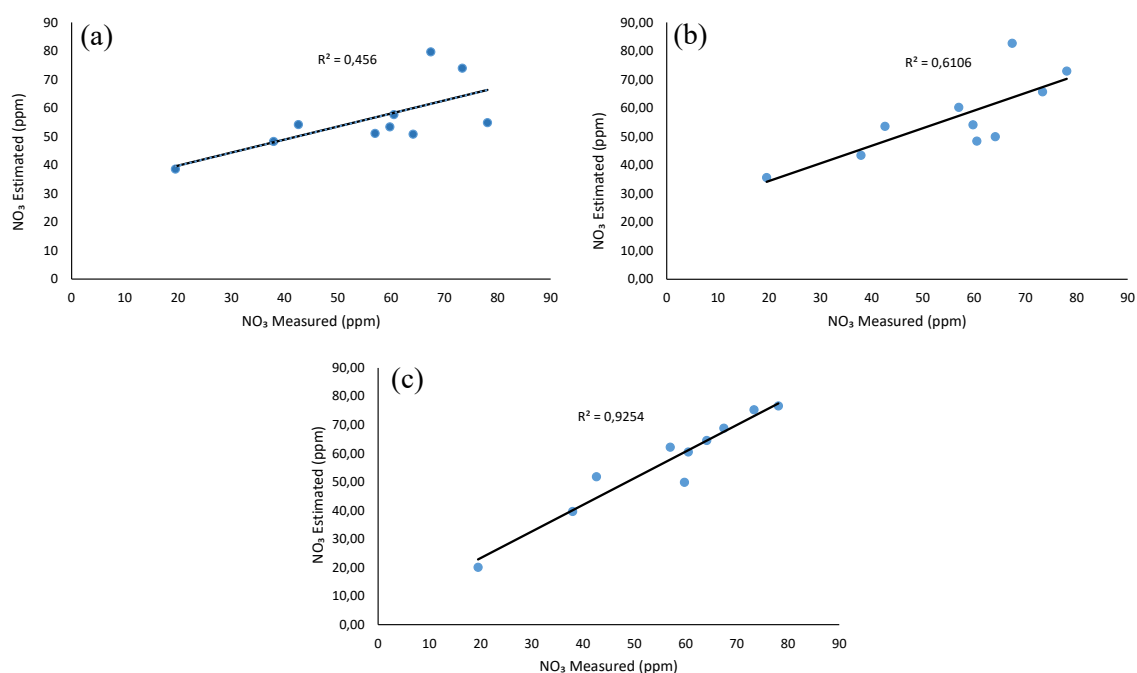 (a)
R² = 0,456
NO₃ Estimated (ppm)
90
80
70
60
50
40
30
20
10
0
0 10 20 30 40 50 60 70 80 90
NO₃ Measured (ppm)
(b)
R² = 0,6106
NO₃ Estimated (ppm)
90,00
80,00
70,00
60,00
50,00
40,00
30,00
20,00
10,00
0,00
0 10 20 30 40 50 60 70 80 90
NO₃ Measured (ppm)
(c)
R² = 0,9254
NO₃ Estimated (ppm)
90,00
80,00
70,00
60,00
50,00
40,00
30,00
20,00
10,00
0,00
0 10 20 30 40 50 60 70 80 90
NO₃ Measured (ppm)